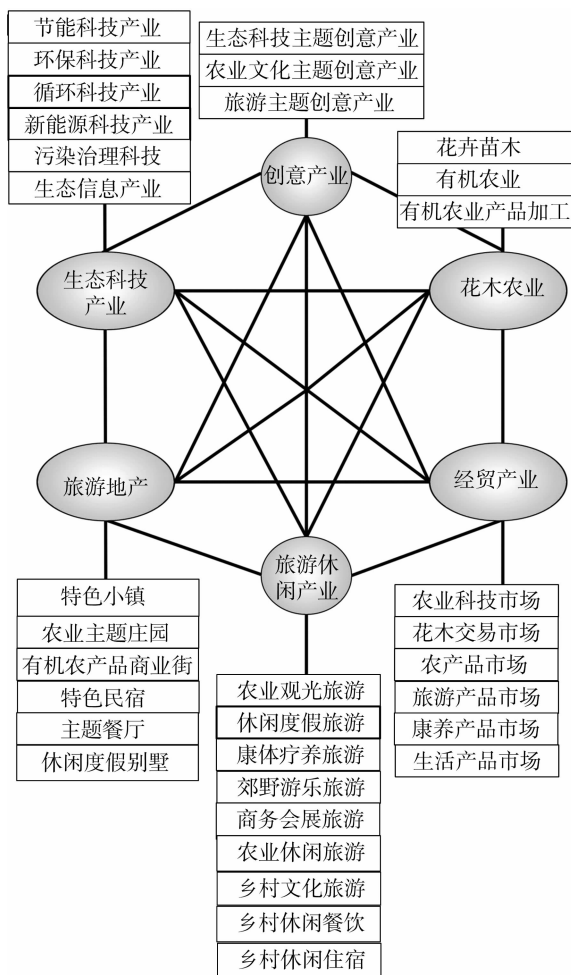 节能科技产业
环保科技产业
循环科技产业
新能源科技产业
污染治理科技
生态信息产业
生态科技主题创意产业
农业文化主题创意产业
旅游主题创意产业
创意产业
花卉苗木
有机农业
有机农业产品加工
生态科技
产业
花木农业
旅游地产
经贸产业
旅游休
闲产业
特色小镇
农业主题庄园
有机农产品商业街
特色民宿
主题餐厅
休闲度假别墅
农业观光旅游
休闲度假旅游
康体疗养旅游
郊野游乐旅游
商务会展旅游
农业休闲旅游
乡村文化旅游
乡村休闲餐饮
乡村休闲住宿
农业科技市场
花木交易市场
农产品市场
旅游产品市场
康养产品市场
生活产品市场